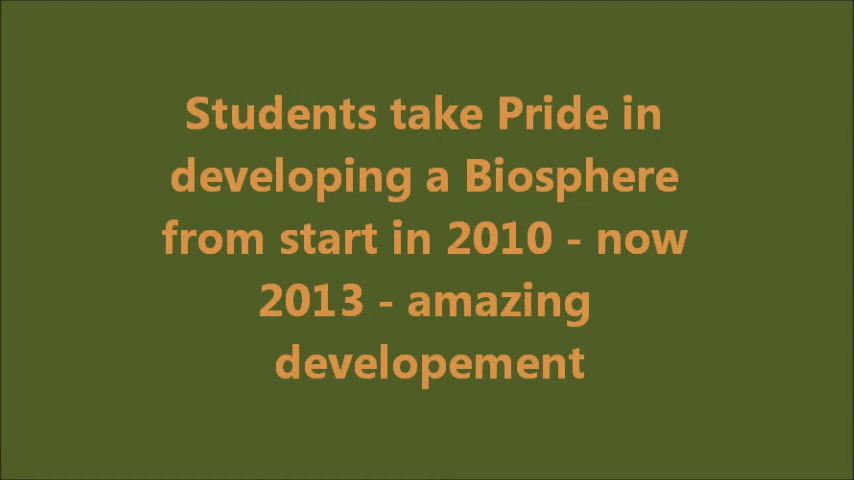 Students take Pride in
developing a Biosphere
from start in 2010 - now
2013 - amazing
developement